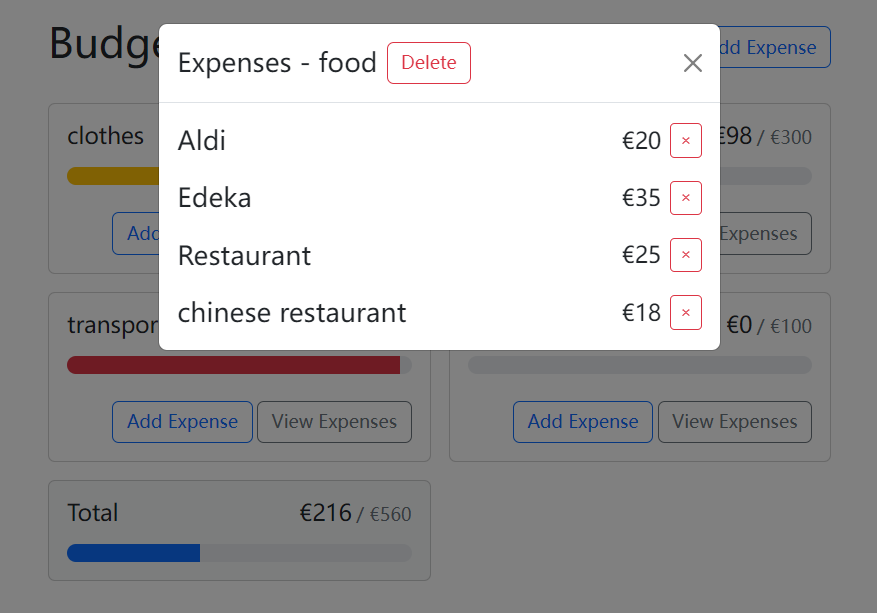 Budge
Expenses - food Delete ×
dd Expense
Aldi €20 ×
Edeka €35 ×
Restaurant €25 ×
chinese restaurant €18 ×
clothes
€98 / €300
Add
Expenses
transpor
€0 / €100
Add Expense View Expenses
Add Expense View Expenses
Total €216 / €560